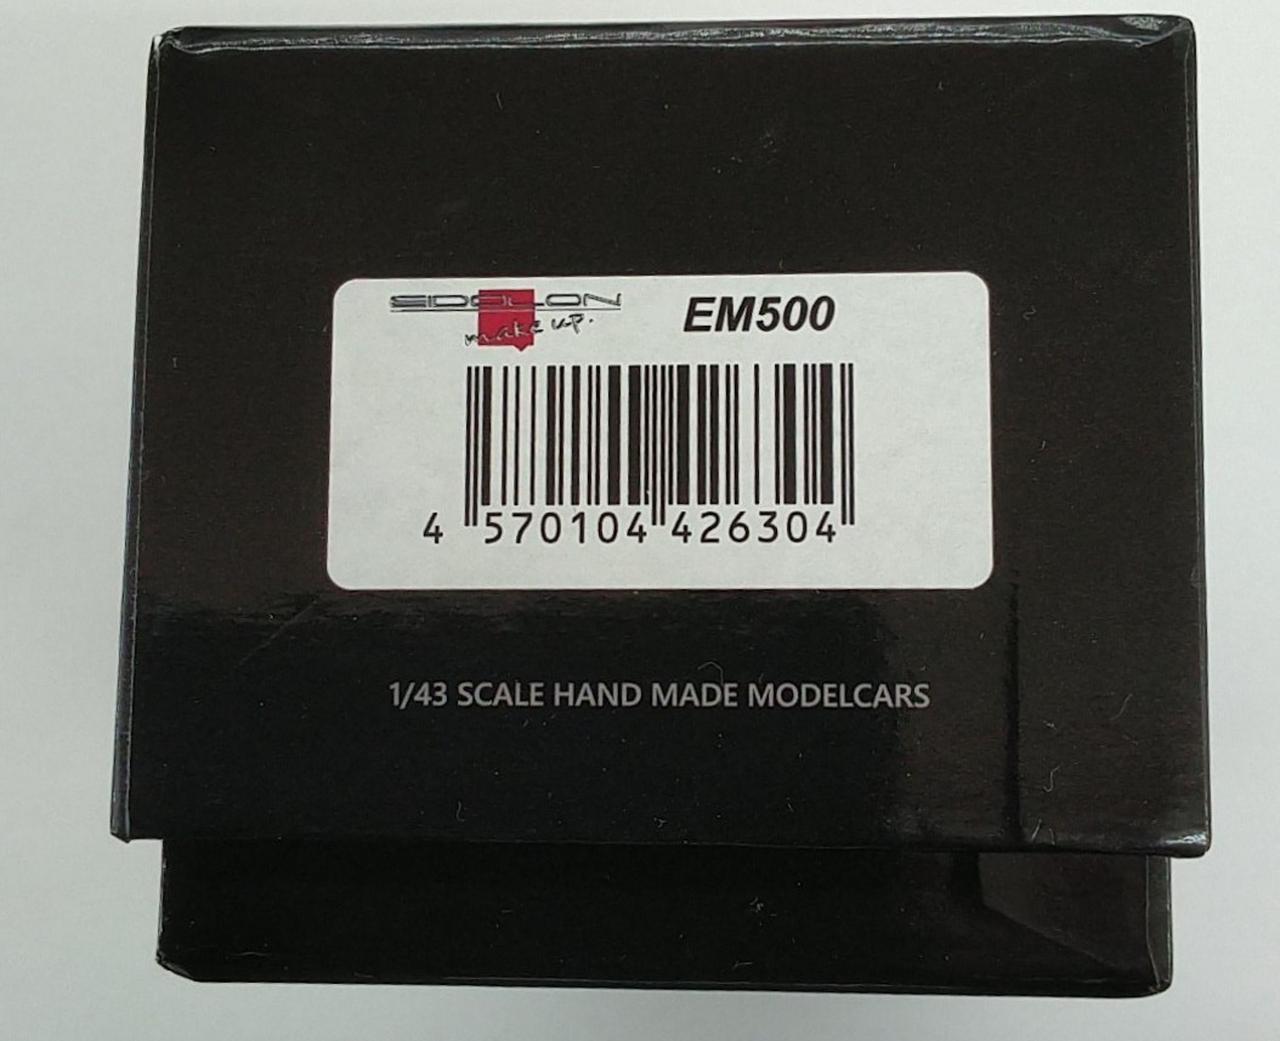 EIDOLON
make up.
EM500
4 570104 426304
1/43 SCALE HAND MADE MODELCARS